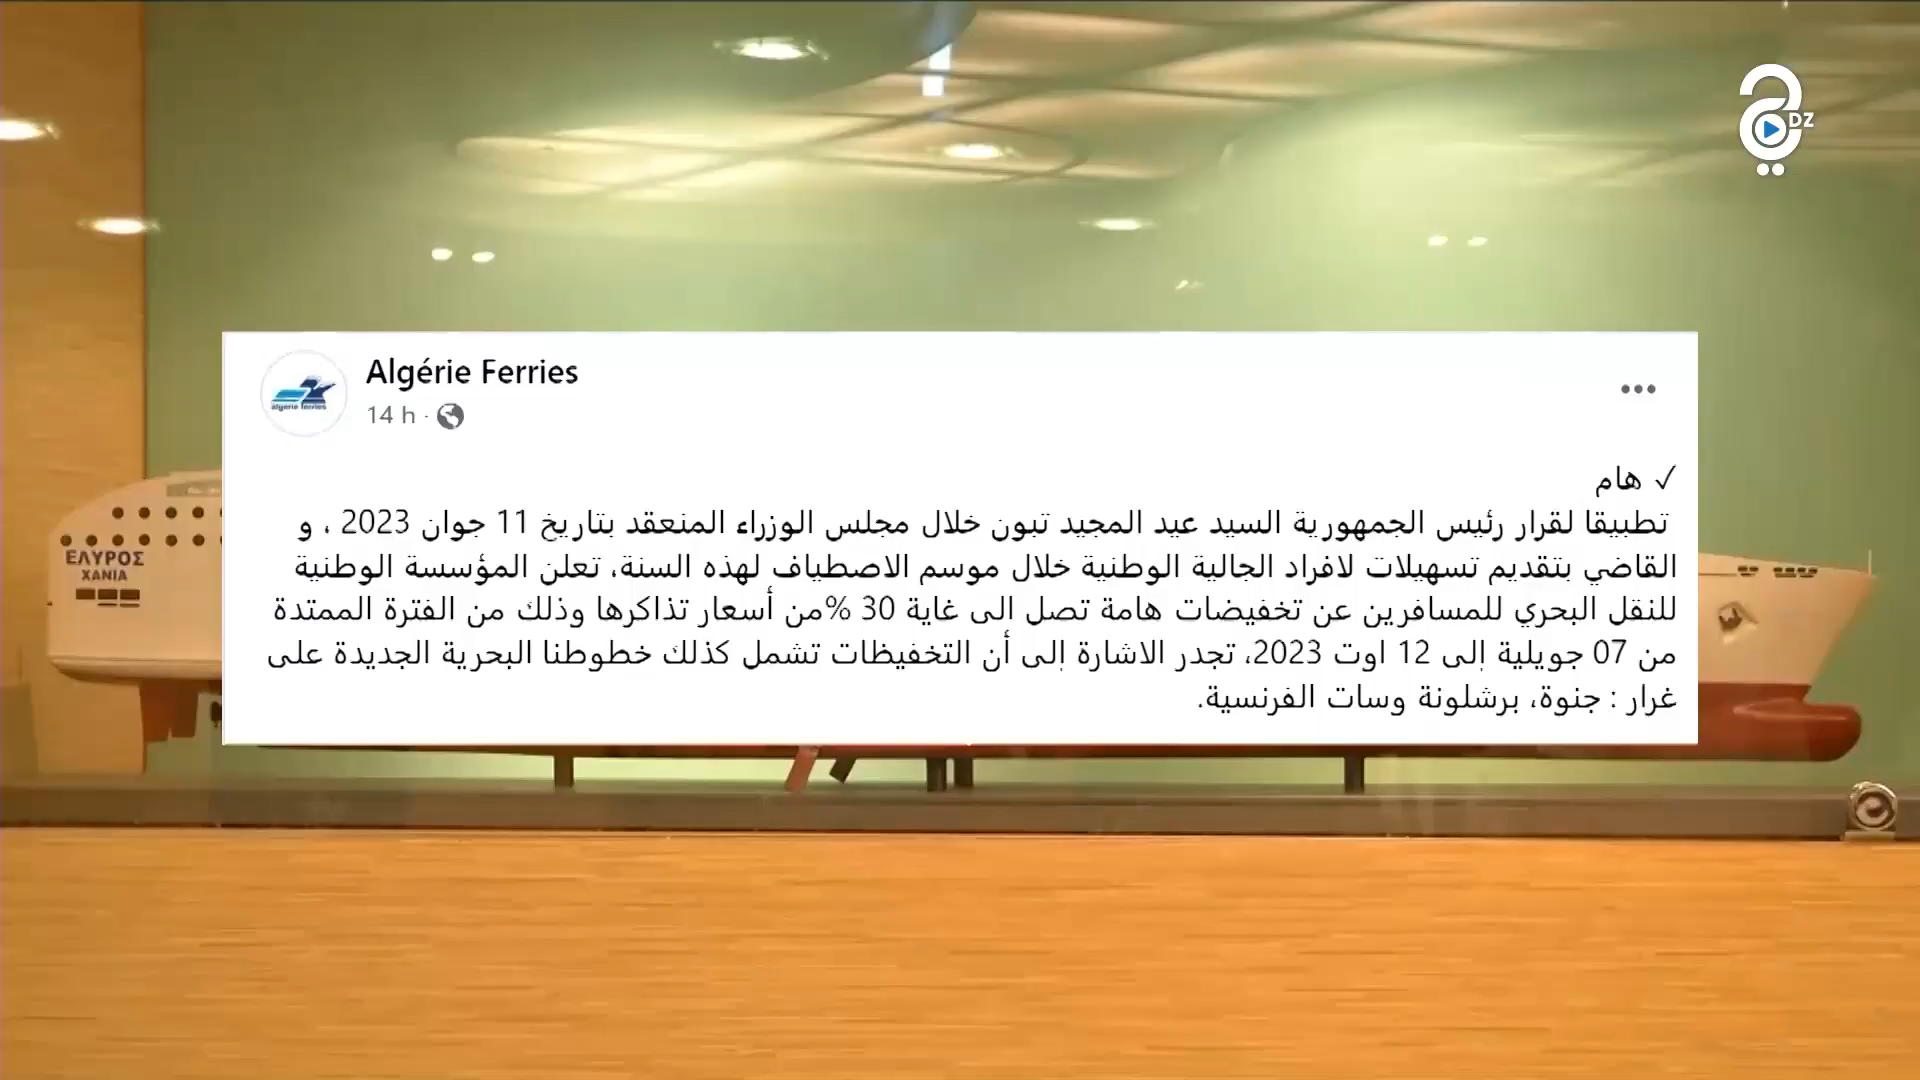 DZ
Algérie Ferries
14 h ·
algerie ferries
✓ هام
تطبيقا لقرار رئيس الجمهورية السيد عبد المجيد تبون خلال مجلس الوزراء المنعقد بتاريخ 11 جوان 2023 ، و
القاضي بتقديم تسهيلات لافراد الجالية الوطنية خلال موسم الاصطياف لهذه السنة، تعلن المؤسسة الوطنية
للنقل البحري للمسافرين عن تخفيضات هامة تصل الى غاية 30 %من أسعار تذاكرها وذلك من الفترة الممتدة
من 07 جويلية إلى 12 اوت 2023، تجدر الاشارة إلى أن التخفيظات تشمل كذلك خطوطنا البحرية الجديدة على
غرار : جنوة، برشلونة وسات الفرنسية.
ΕΛΥΡΟΣ
ΧΑΝΙΑ